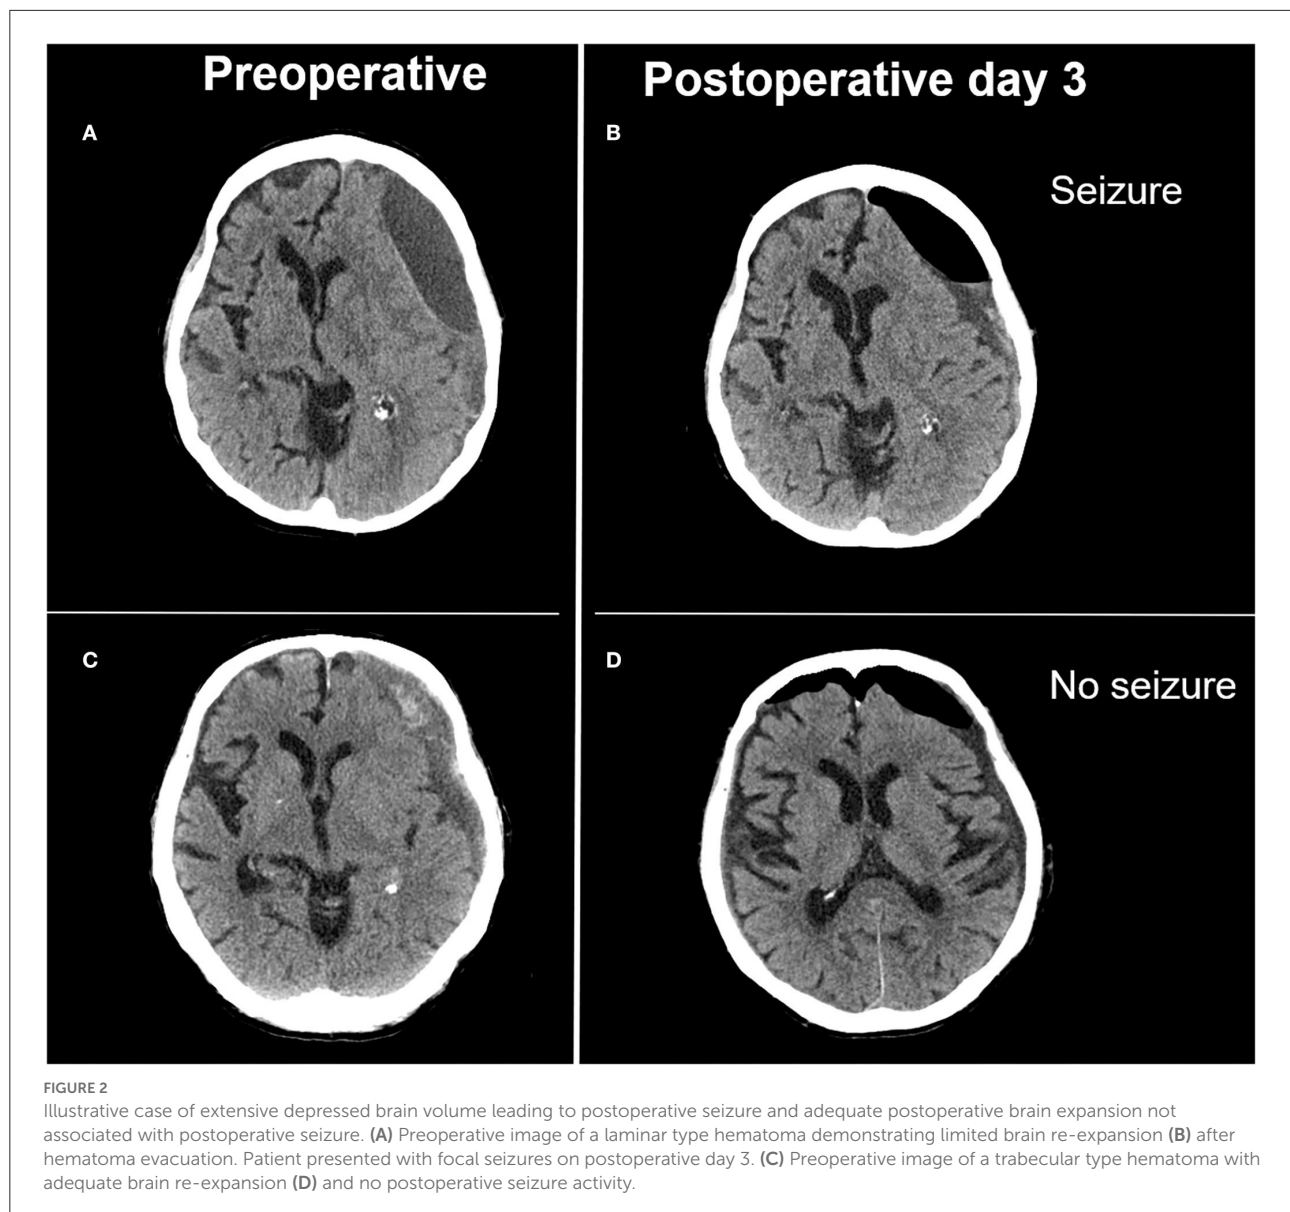 Preoperative
Postoperative day 3
A
B
Seizure
C
D
No seizure
FIGURE 2
Illustrative case of extensive depressed brain volume leading to postoperative seizure and adequate postoperative brain expansion not
associated with postoperative seizure. (A) Preoperative image of a laminar type hematoma demonstrating limited brain re-expansion (B) after
hematoma evacuation. Patient presented with focal seizures on postoperative day 3. (C) Preoperative image of a trabecular type hematoma with
adequate brain re-expansion (D) and no postoperative seizure activity.